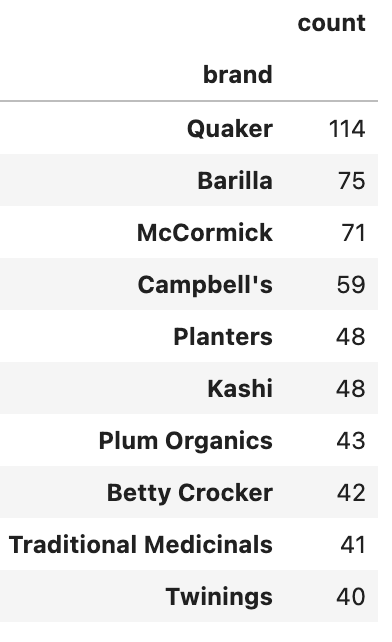 count
brand
Quaker 114
Barilla 75
McCormick 71
Campbell's 59
Planters 48
Kashi 48
Plum Organics 43
Betty Crocker 42
Traditional Medicinals 41
Twinings 40